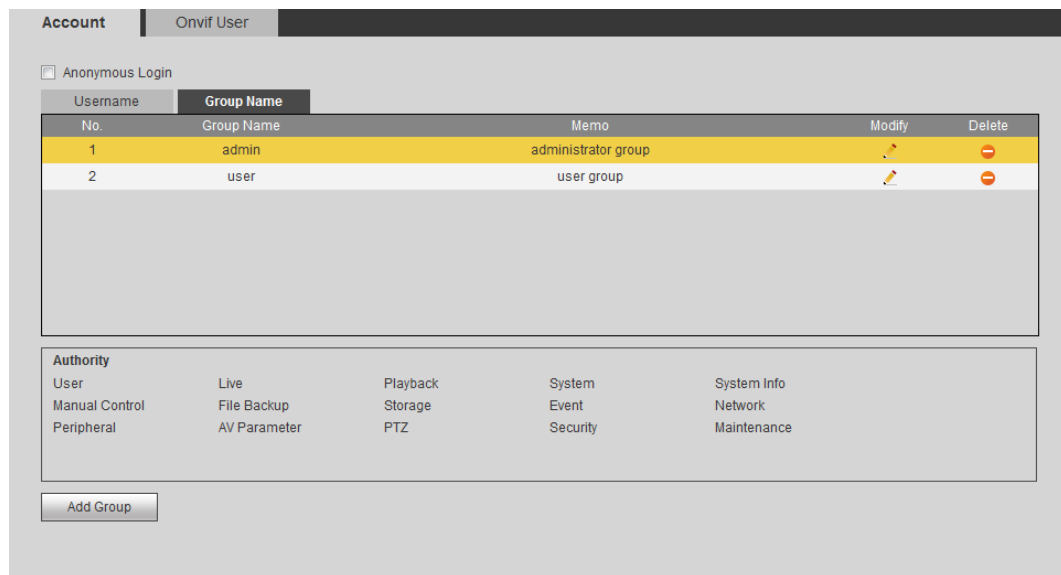 Account Onvif User
Anonymous Login
Username Group Name
No. Group Name Memo Modify Delete
1 admin administrator group
2 user user group
Authority
User Live Playback System System Info
Manual Control File Backup Storage Event Network
Peripheral AV Parameter PTZ Security Maintenance
Add Group